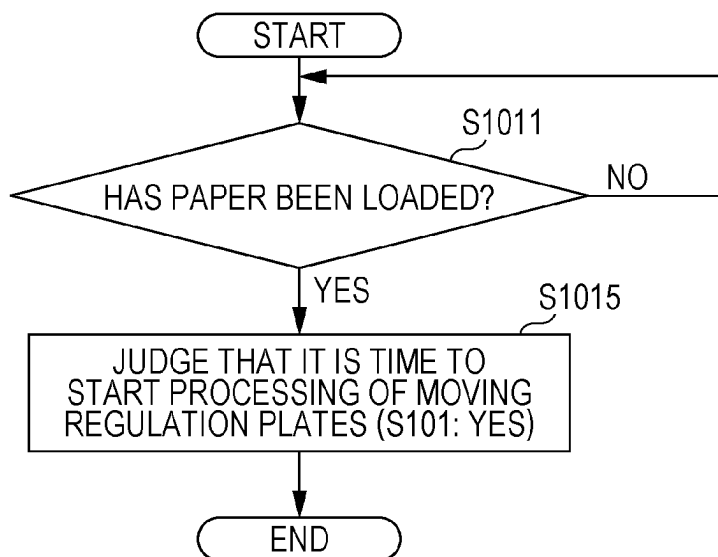 START
S1011
HAS PAPER BEEN LOADED?
NO
YES
S1015
JUDGE THAT IT IS TIME TO
START PROCESSING OF MOVING
REGULATION PLATES (S101: YES)
END